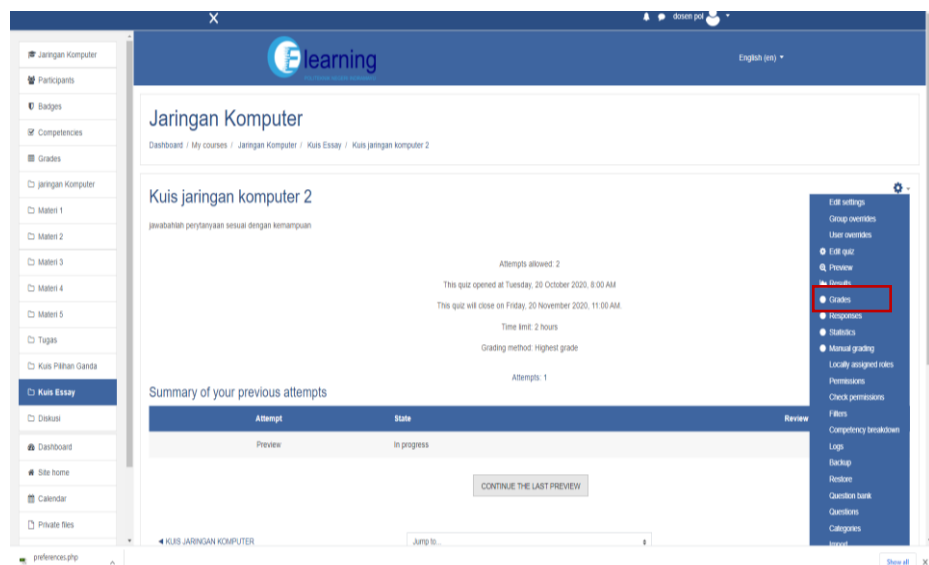 X
dosen pol
Jaringan Komputer
Participants
Badges
Competencies
Grades
jaringan Komputer
Materi 1
Materi 2
Materi 3
Materi 4
Materi 5
Tugas
Kuis Pilihan Ganda
Kuis Essay
Diskusi
Dashboard
Site home
Calendar
Private files
Elearning
English (en)
Jaringan Komputer
Dashboard / My courses / Jaringan Komputer / Kuis Essay / Kuis jaringan komputer 2
Kuis jaringan komputer 2
jawabahlah perytanyaan sesuai dengan kemampuan
Attempts allowed: 2
This quiz opened at Tuesday, 20 October 2020, 8:00 AM
This quiz will close on Friday, 20 November 2020, 11:00 AM.
Time limit: 2 hours
Grading method: Highest grade
Attempts: 1
Summary of your previous attempts
Attempt State Review
Preview In progress
CONTINUE THE LAST PREVIEW
◄ KUIS JARINGAN KOMPUTER
Jump to...
Edit settings
Group overrides
User overrides
Edit quiz
Preview
Results
Grades
Responses
Statistics
Manual grading
Locally assigned roles
Permissions
Check permissions
Filters
Competency breakdown
Logs
Backup
Restore
Question bank
Questions
Categories
Import
preferences.php
Show all X